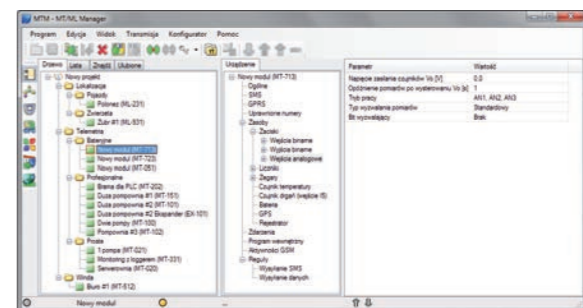 MTM - MT/ML Manager
Program Edycja Widok Transmisja Konfigurator Pomoc
Drzewo Lista Znajdź Ulubione
Nowy projekt
Lokalizacja
Pojazdy
Polonez (ML-231)
Zwierzęta
Żubr #1 (ML-931)
Telemetria
Bateryjne
Nowy moduł (MT-713)
Nowy moduł (MT-723)
Nowy moduł (MT-051)
Profesjonalne
Brama dla PLC (MT-202)
Duża pompownia #1 (MT-151)
Duża pompownia #2 (MT-101)
Duża pompownia #2 Ekspander (EX-101)
Dwie pompy (MT-100)
Pompownia #3 (MT-102)
Proste
1 pompa (MT-021)
Monitoring z loggerem (MT-331)
Serwerownia (MT-020)
Winda
Biuro #1 (MT-512)
Urządzenie
Nowy moduł (MT-713)
Ogólne
SMS
GPRS
Uprawnione numery
Zasoby
Zaciski
Wejścia binarne
Wyjścia binarne
Wejścia analogowe
Liczniki
Zegary
Czujnik temperatury
Czujnik drgań (wejście I5)
Bateria
GPS
Rejestrator
Zdarzenia
Program wewnętrzny
Aktywności GSM
Reguły
Wysyłanie SMS
Wysyłanie danych
Parametr Wartość
Napięcie zasilania czujników Vo [V] 0,0
Opóźnienie pomiarów po wysterowaniu Vo [s] 1
Tryb pracy AN1, AN2, AN3
Typ wyzwalania pomiarów Standardowy
Bit wyzwalający Brak
Nowy moduł